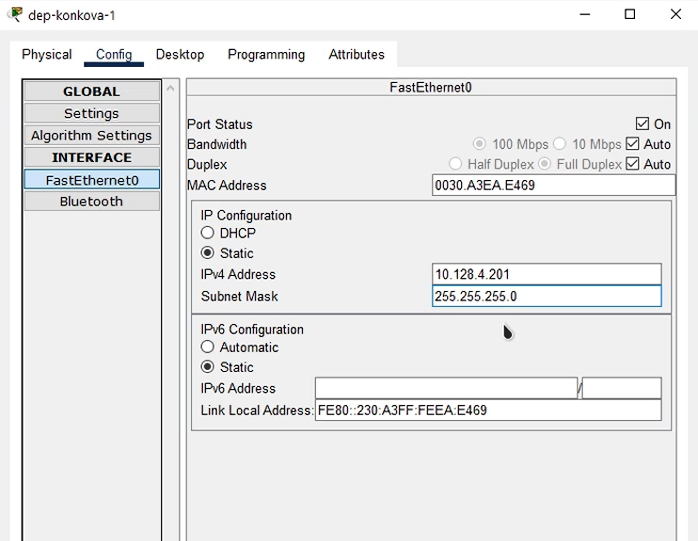 dep-konkova-1
Physical Config Desktop Programming Attributes
GLOBAL
Settings
Algorithm Settings
INTERFACE
FastEthernet0
Bluetooth
FastEthernet0
Port Status On
Bandwidth 100 Mbps 10 Mbps Auto
Duplex Half Duplex Full Duplex Auto
MAC Address 0030.A3EA.E469
IP Configuration
DHCP
Static
IPv4 Address 10.128.4.201
Subnet Mask 255.255.255.0
IPv6 Configuration
Automatic
Static
IPv6 Address /
Link Local Address: FE80::230:A3FF:FEEA:E469